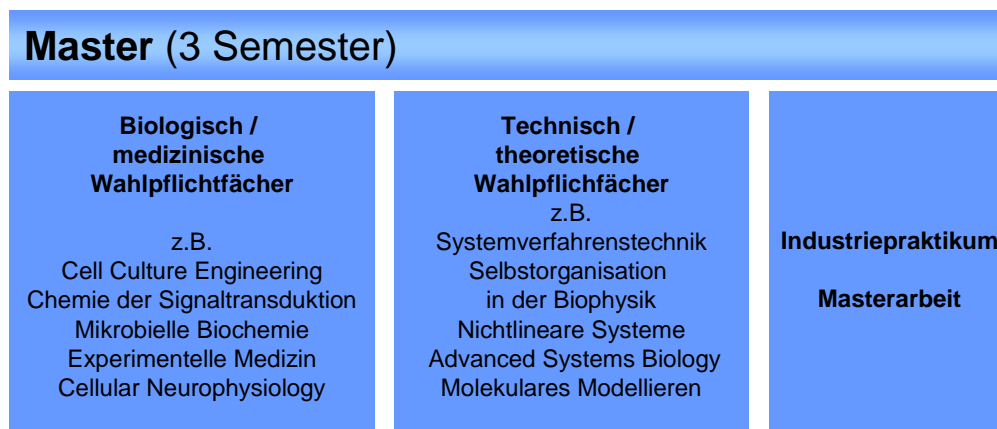 Master (3 Semester)
Biologisch /
medizinische
Wahlpflichtfächer
z.B.
Cell Culture Engineering
Chemie der Signaltransduktion
Mikrobielle Biochemie
Experimentelle Medizin
Cellular Neurophysiology
Technisch /
theoretische
Wahlpflichfächer
z.B.
Systemverfahrenstechnik
Selbstorganisation
in der Biophysik
Nichtlineare Systeme
Advanced Systems Biology
Molekulares Modellieren
Industriepraktikum
Masterarbeit